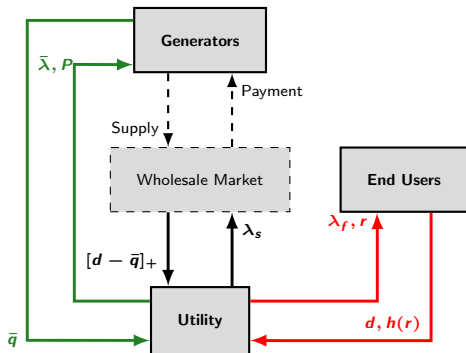 Generators
λ̄, P
Payment
Supply
Wholesale Market
End Users
λ_f, r
λ_s
[d − q̄]₊
Utility
d, h(r)
q̄